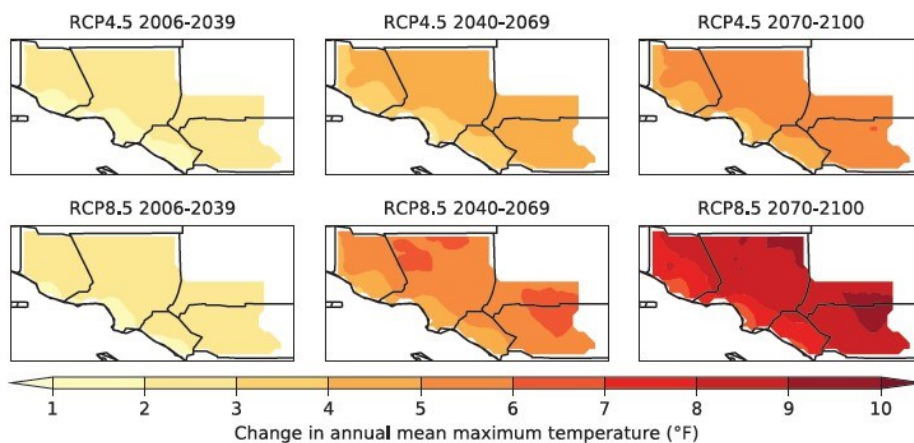 RCP4.5 2006-2039 RCP4.5 2040-2069 RCP4.5 2070-2100
RCP8.5 2006-2039 RCP8.5 2040-2069 RCP8.5 2070-2100
1 2 3 4 5 6 7 8 9 10
Change in annual mean maximum temperature (°F)